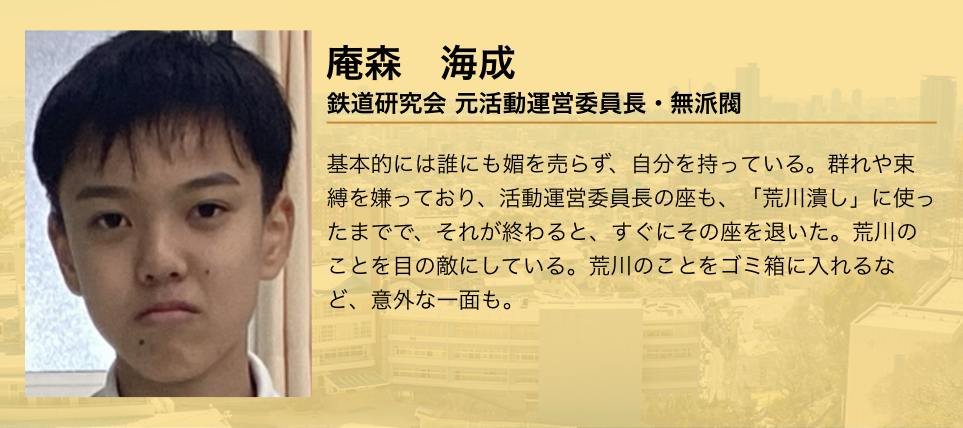 庵森　海成
鉄道研究会 元活動運営委員長・無派閥
基本的には誰にも媚を売らず、自分を持っている。群れや束
縛を嫌っており、活動運営委員長の座も、「荒川潰し」に使っ
たまでで、それが終わると、すぐにその座を退いた。荒川の
ことを目の敵にしている。荒川のことをゴミ箱に入れるな
ど、意外な一面も。